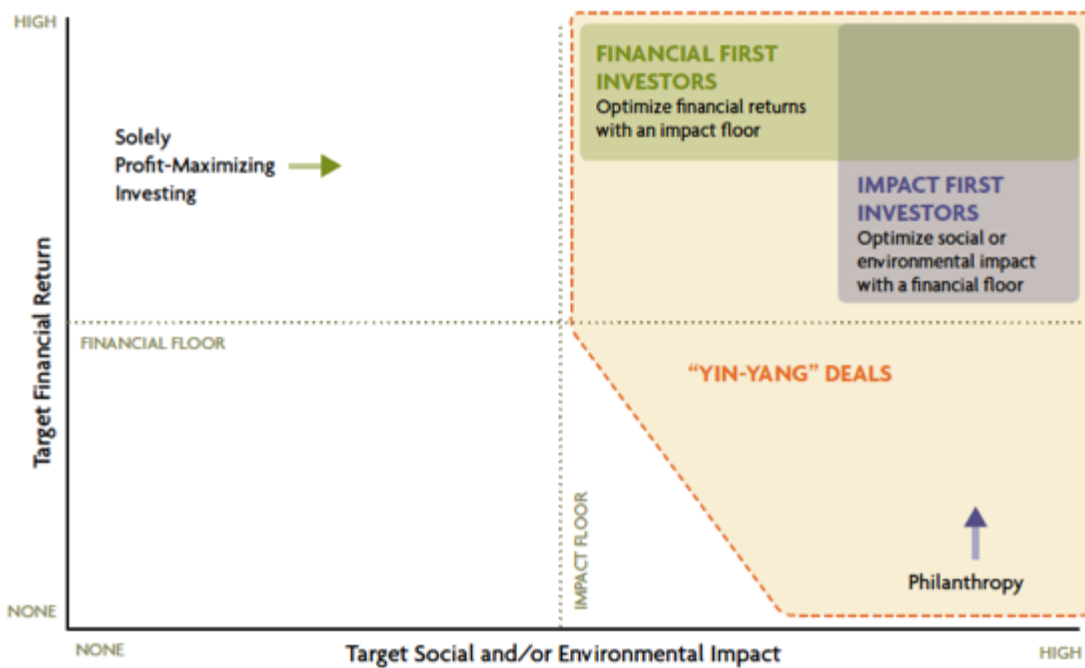 HIGH
FINANCIAL FIRST
INVESTORS
Optimize financial returns
with an impact floor
Solely
Profit-Maximizing
Investing
IMPACT FIRST
INVESTORS
Optimize social or
environmental impact
with a financial floor
Target Financial Return
FINANCIAL FLOOR
“YIN-YANG” DEALS
IMPACT FLOOR
Philanthropy
NONE
NONE
Target Social and/or Environmental Impact
HIGH